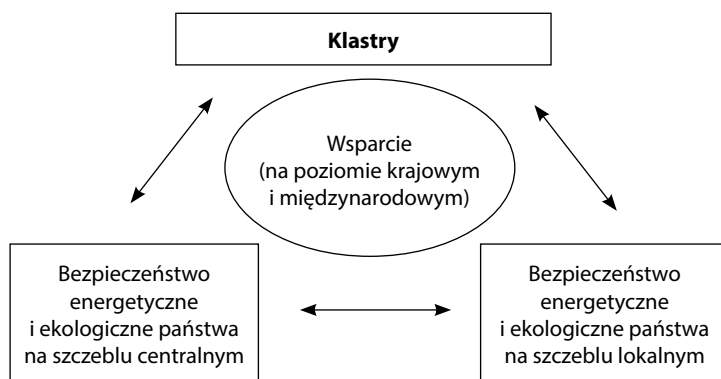 Klastry
Wsparcie
(na poziomie krajowym
i międzynarodowym)
Bezpieczeństwo
energetyczne
i ekologiczne państwa
na szczeblu centralnym
Bezpieczeństwo
energetyczne
i ekologiczne państwa
na szczeblu lokalnym